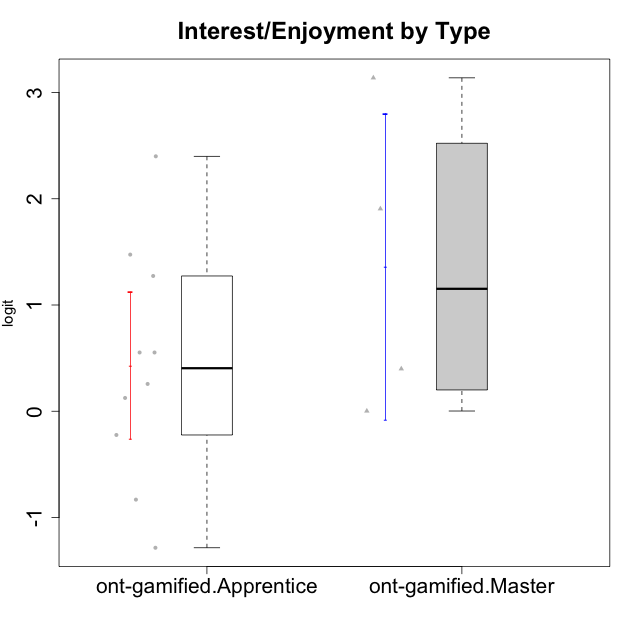 Interest/Enjoyment by Type
3
2
1
0
-1
logit
ont-gamified.Apprentice
ont-gamified.Master